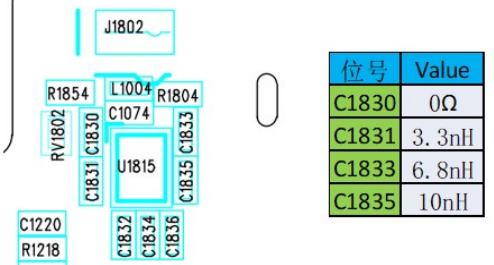 J1802
R1854
L1004
R1804
C1074
RV1802
C1830
C1833
U1815
C1831
C1835
C1220
R1218
C1832
C1834
C1836
位号 Value
C1830 0Ω
C1831 3.3nH
C1833 6.8nH
C1835 10nH